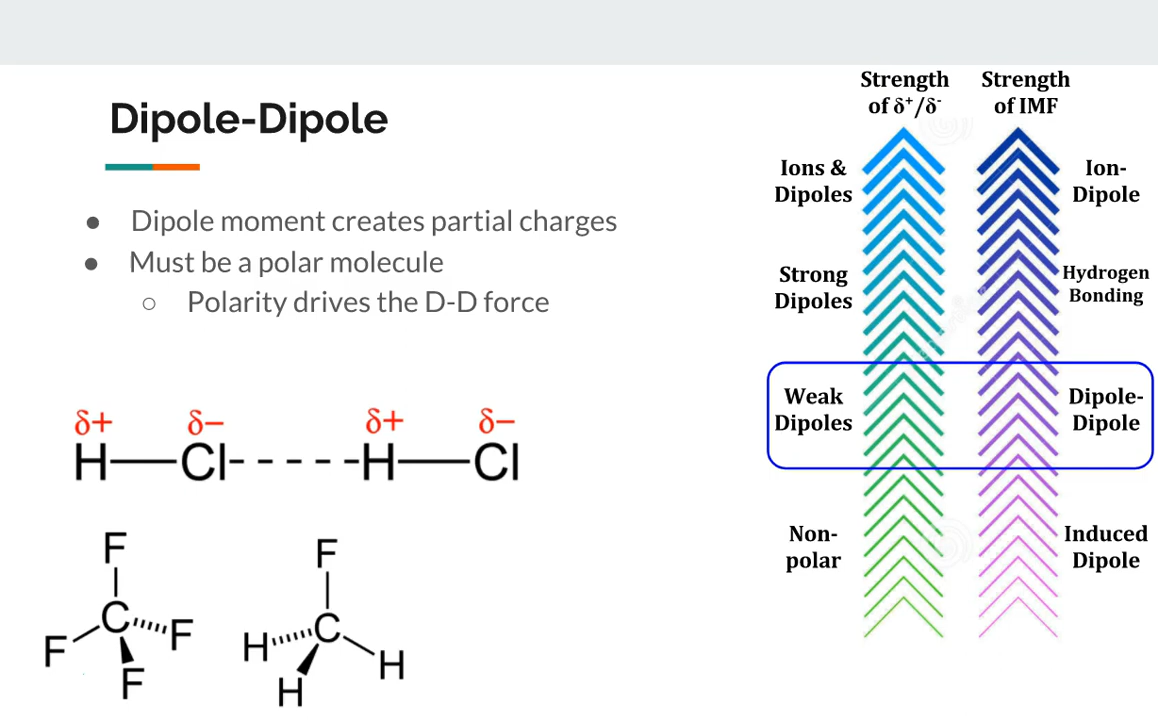 Dipole-Dipole
● Dipole moment creates partial charges
● Must be a polar molecule
○ Polarity drives the D-D force
δ+ δ− δ+ δ−
H—Cl-----H—Cl
F
C
F
F
F
F
C
H
H
H
Strength
of δ⁺/δ⁻
Strength
of IMF
Ions &
Dipoles
Ion-
Dipole
Strong
Dipoles
Hydrogen
Bonding
Weak
Dipoles
Dipole-
Dipole
Non-
polar
Induced
Dipole